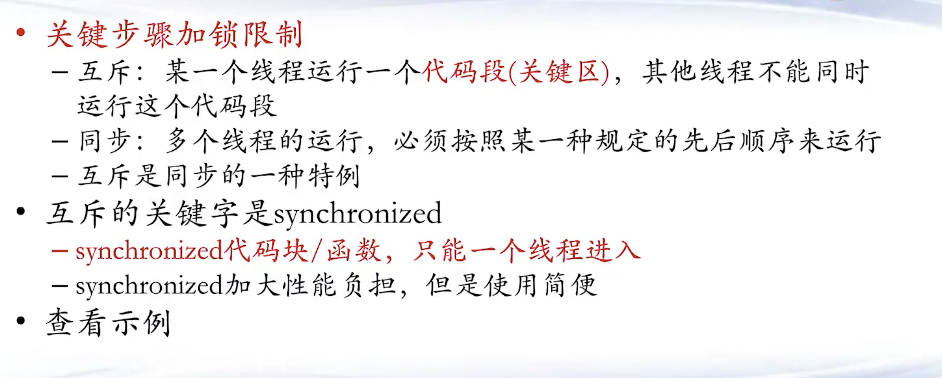 • 关键步骤加锁限制
– 互斥：某一个线程运行一个代码段(关键区)，其他线程不能同时
运行这个代码段
– 同步：多个线程的运行，必须按照某一种规定的先后顺序来运行
– 互斥是同步的一种特例
• 互斥的关键字是synchronized
– synchronized代码块/函数，只能一个线程进入
– synchronized加大性能负担，但是使用简便
• 查看示例